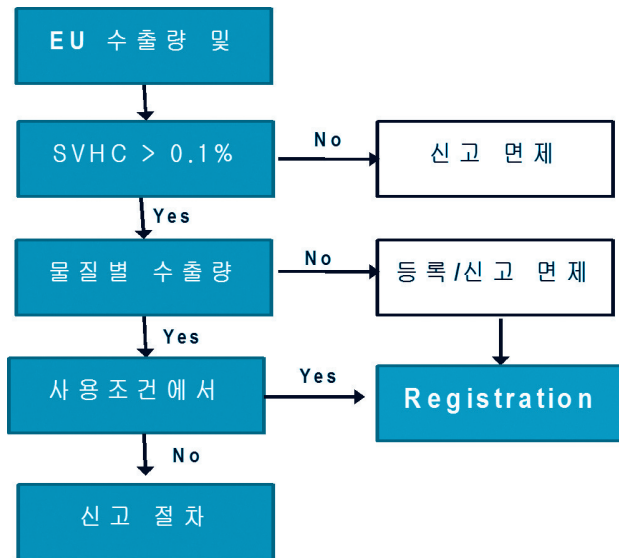 EU 수출량 및
SVHC > 0.1%
No
신고 면제
Yes
물질별 수출량
No
등록/신고 면제
Yes
사용조건에서
Yes
Registration
No
신고 절차